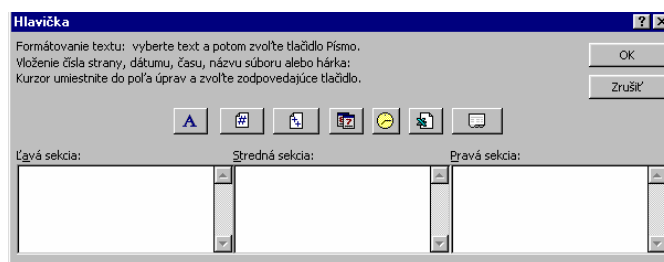 Hlavička
Formátovanie textu: vyberte text a potom zvoľte tlačidlo Písmo.
Vloženie čísla strany, dátumu, času, názvu súboru alebo hárka:
Kurzor umiestnite do poľa úprav a zvoľte zodpovedajúce tlačidlo.
OK
Zrušiť
A
Ľavá sekcia:
Stredná sekcia:
Pravá sekcia: